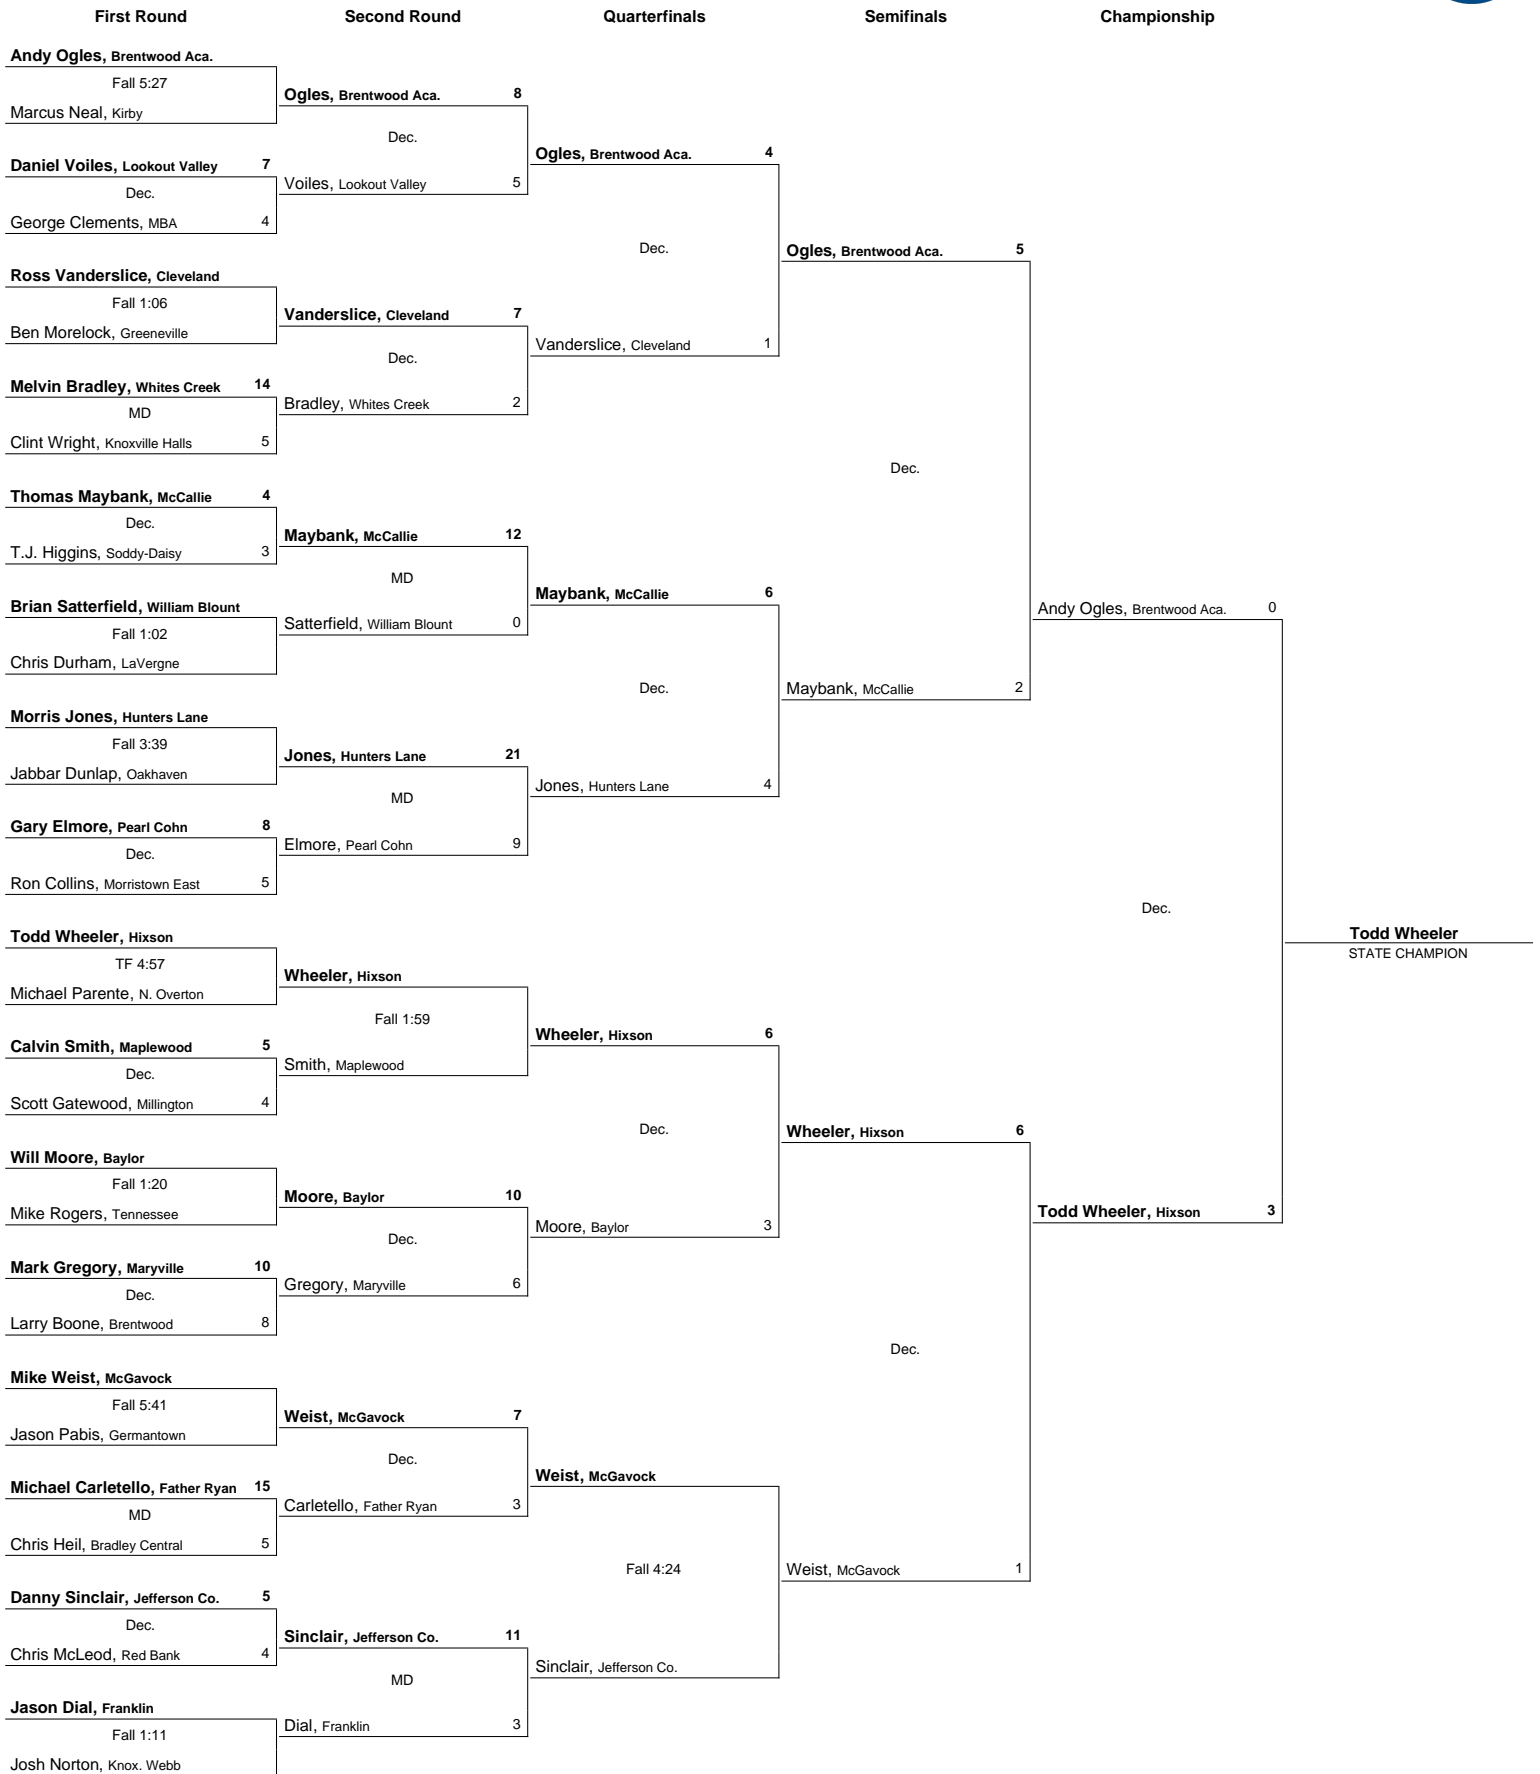 First Round Second Round Quarterfinals Semifinals Championship
Andy Ogles, Brentwood Aca.
Fall 5:27
Marcus Neal, Kirby
Daniel Voiles, Lookout Valley 7
Dec.
George Clements, MBA 4
Ross Vanderslice, Cleveland
Fall 1:06
Ben Morelock, Greeneville
Melvin Bradley, Whites Creek 14
MD
Clint Wright, Knoxville Halls 5
Thomas Maybank, McCallie 4
Dec.
T.J. Higgins, Soddy-Daisy 3
Brian Satterfield, William Blount
Fall 1:02
Chris Durham, LaVergne
Morris Jones, Hunters Lane
Fall 3:39
Jabbar Dunlap, Oakhaven
Gary Elmore, Pearl Cohn 8
Dec.
Ron Collins, Morristown East 5
Todd Wheeler, Hixson
TF 4:57
Michael Parente, N. Overton
Calvin Smith, Maplewood 5
Dec.
Scott Gatewood, Millington 4
Will Moore, Baylor
Fall 1:20
Mike Rogers, Tennessee
Mark Gregory, Maryville 10
Dec.
Larry Boone, Brentwood 8
Mike Weist, McGavock
Fall 5:41
Jason Pabis, Germantown
Michael Carletello, Father Ryan 15
MD
Chris Heil, Bradley Central 5
Danny Sinclair, Jefferson Co. 5
Dec.
Chris McLeod, Red Bank 4
Jason Dial, Franklin
Fall 1:11
Josh Norton, Knox. Webb
Ogles, Brentwood Aca. 8
Dec.
Voiles, Lookout Valley 5
Vanderslice, Cleveland 7
Dec.
Bradley, Whites Creek 2
Maybank, McCallie 12
MD
Satterfield, William Blount 0
Jones, Hunters Lane 21
MD
Elmore, Pearl Cohn 9
Wheeler, Hixson
Fall 1:59
Smith, Maplewood
Moore, Baylor 10
Dec.
Gregory, Maryville 6
Weist, McGavock 7
Dec.
Carletello, Father Ryan 3
Sinclair, Jefferson Co. 11
MD
Dial, Franklin 3
Ogles, Brentwood Aca. 4
Dec.
Vanderslice, Cleveland 1
Maybank, McCallie 6
Dec.
Jones, Hunters Lane 4
Wheeler, Hixson 6
Dec.
Moore, Baylor 3
Weist, McGavock
Fall 4:24
Sinclair, Jefferson Co.
Ogles, Brentwood Aca. 5
Dec.
Maybank, McCallie 2
Wheeler, Hixson 6
Dec.
Weist, McGavock 1
Andy Ogles, Brentwood Aca. 0
Dec.
Todd Wheeler, Hixson 3
Todd Wheeler
STATE CHAMPION